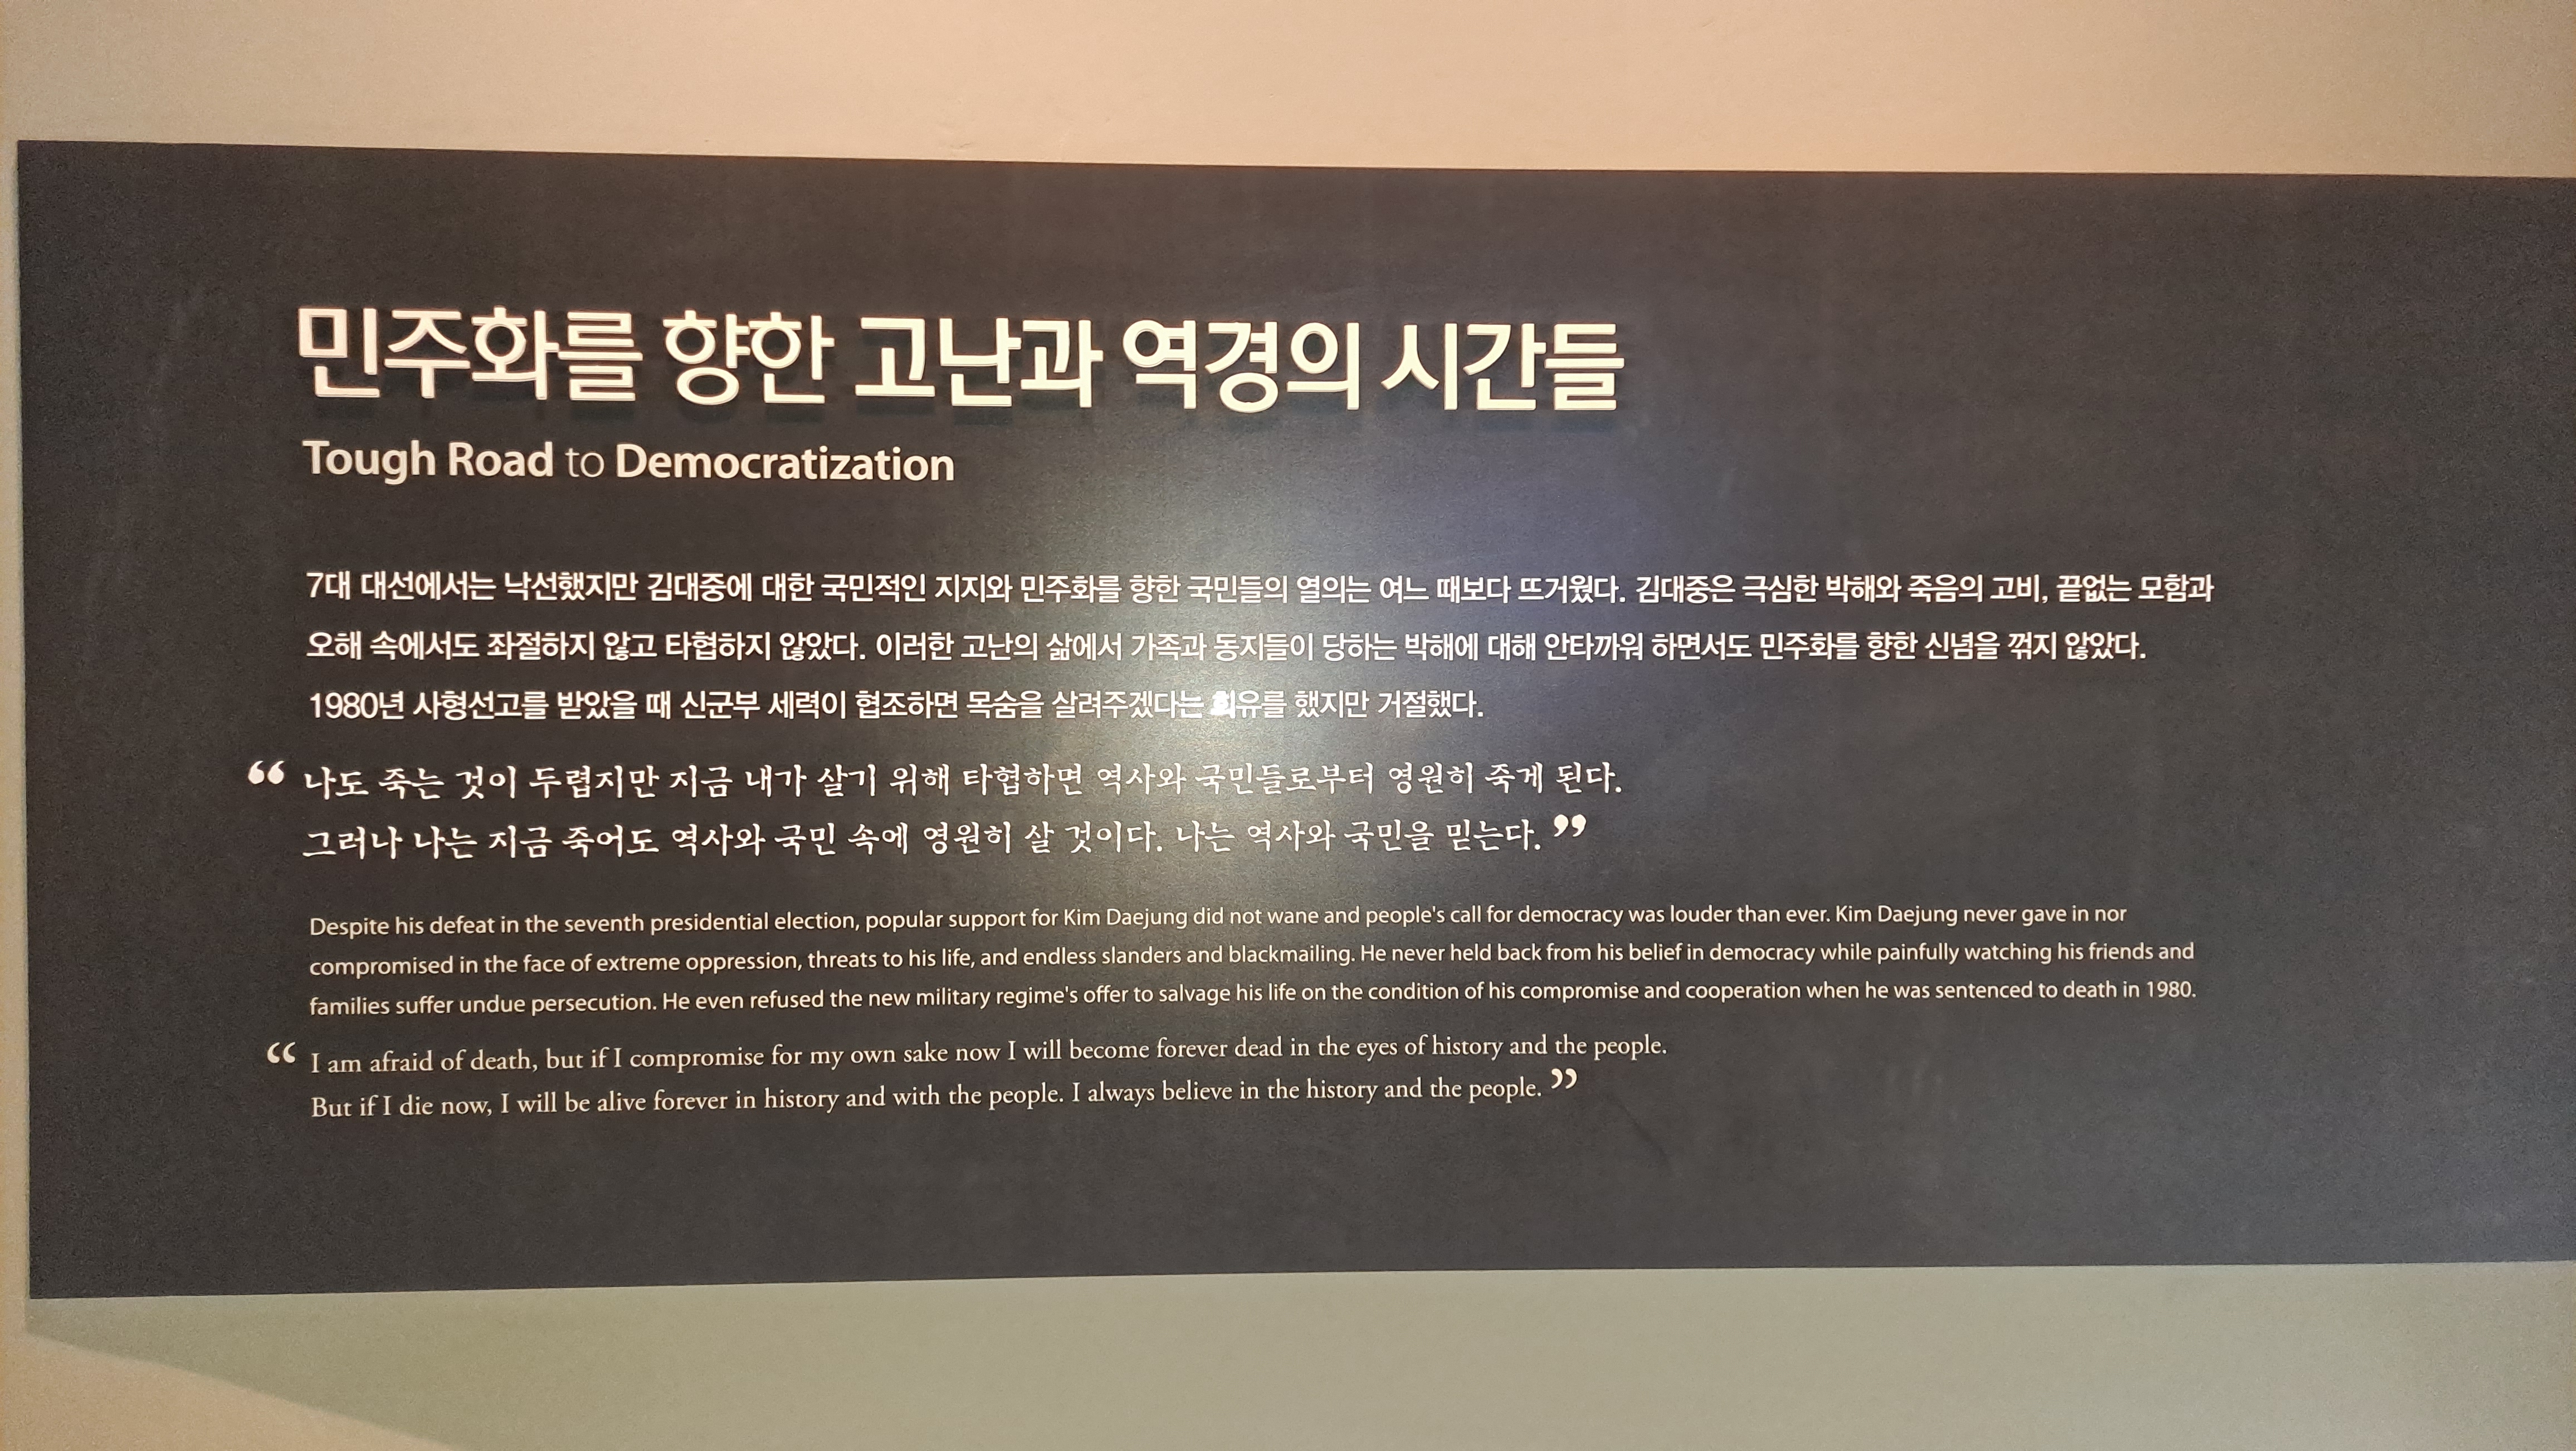 민주화를 향한 고난과 역경의 시간들
Tough Road to Democratization
7대 대선에서는 낙선했지만 김대중에 대한 국민적인 지지와 민주화를 향한 국민들의 열의는 여느 때보다 뜨거웠다. 김대중은 극심한 박해와 죽음의 고비, 끝없는 모함과
오해 속에서도 좌절하지 않고 타협하지 않았다. 이러한 고난의 삶에서 가족과 동지들이 당하는 박해에 대해 안타까워 하면서도 민주화를 향한 신념을 꺾지 않았다.
1980년 사형선고를 받았을 때 신군부 세력이 협조하면 목숨을 살려주겠다는 회유를 했지만 거절했다.
“ 나도 죽는 것이 두렵지만 지금 내가 살기 위해 타협하면 역사와 국민들로부터 영원히 죽게 된다.
그러나 나는 지금 죽어도 역사와 국민 속에 영원히 살 것이다. 나는 역사와 국민을 믿는다. ”
Despite his defeat in the seventh presidential election, popular support for Kim Daejung did not wane and people's call for democracy was louder than ever. Kim Daejung never gave in nor
compromised in the face of extreme oppression, threats to his life, and endless slanders and blackmailing. He never held back from his belief in democracy while painfully watching his friends and
families suffer undue persecution. He even refused the new military regime's offer to salvage his life on the condition of his compromise and cooperation when he was sentenced to death in 1980.
“ I am afraid of death, but if I compromise for my own sake now I will become forever dead in the eyes of history and the people.
But if I die now, I will be alive forever in history and with the people. I always believe in the history and the people. ”